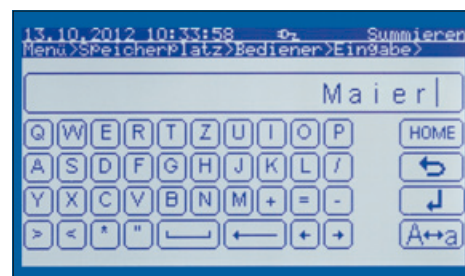 13.10.2012 10:33:58 Summieren
Menü>Speicherplatz>Bediener>Eingabe>
Maier
Q W E R T Z U I O P HOME
A S D F G H J K L /
Y X C V B N M + = -
> < * " A↔a